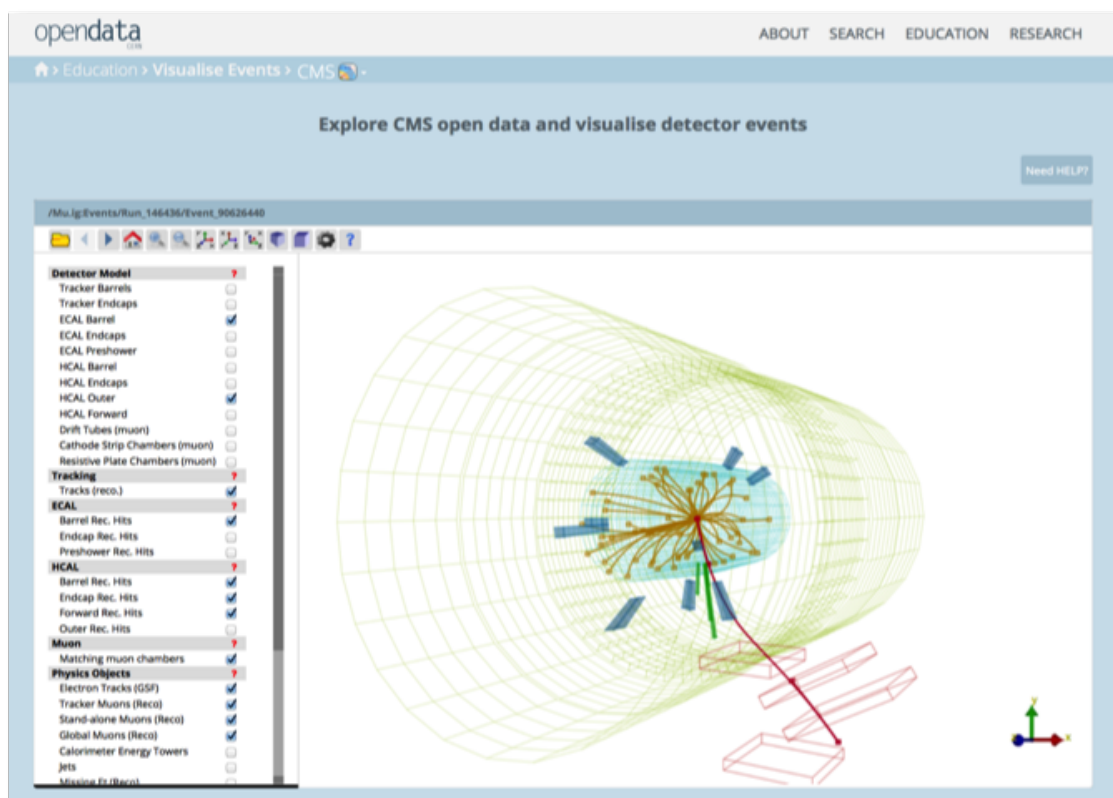 opendata
CERN
ABOUT SEARCH EDUCATION RESEARCH
> Education > Visualise Events > CMS
Explore CMS open data and visualise detector events
Need HELP?
/Mu.ig:Events/Run_146436/Event_90626440
?
Detector Model ?
Tracker Barrels
Tracker Endcaps
ECAL Barrel
ECAL Endcaps
ECAL Preshower
HCAL Barrel
HCAL Endcaps
HCAL Outer
HCAL Forward
Drift Tubes (muon)
Cathode Strip Chambers (muon)
Resistive Plate Chambers (muon)
Tracking ?
Tracks (reco.)
ECAL ?
Barrel Rec. Hits
Endcap Rec. Hits
Preshower Rec. Hits
HCAL ?
Barrel Rec. Hits
Endcap Rec. Hits
Forward Rec. Hits
Outer Rec. Hits
Muon ?
Matching muon chambers
Physics Objects ?
Electron Tracks (GSF)
Tracker Muons (Reco)
Stand-alone Muons (Reco)
Global Muons (Reco)
Calorimeter Energy Towers
Jets
Missing Et (Reco)
y
x